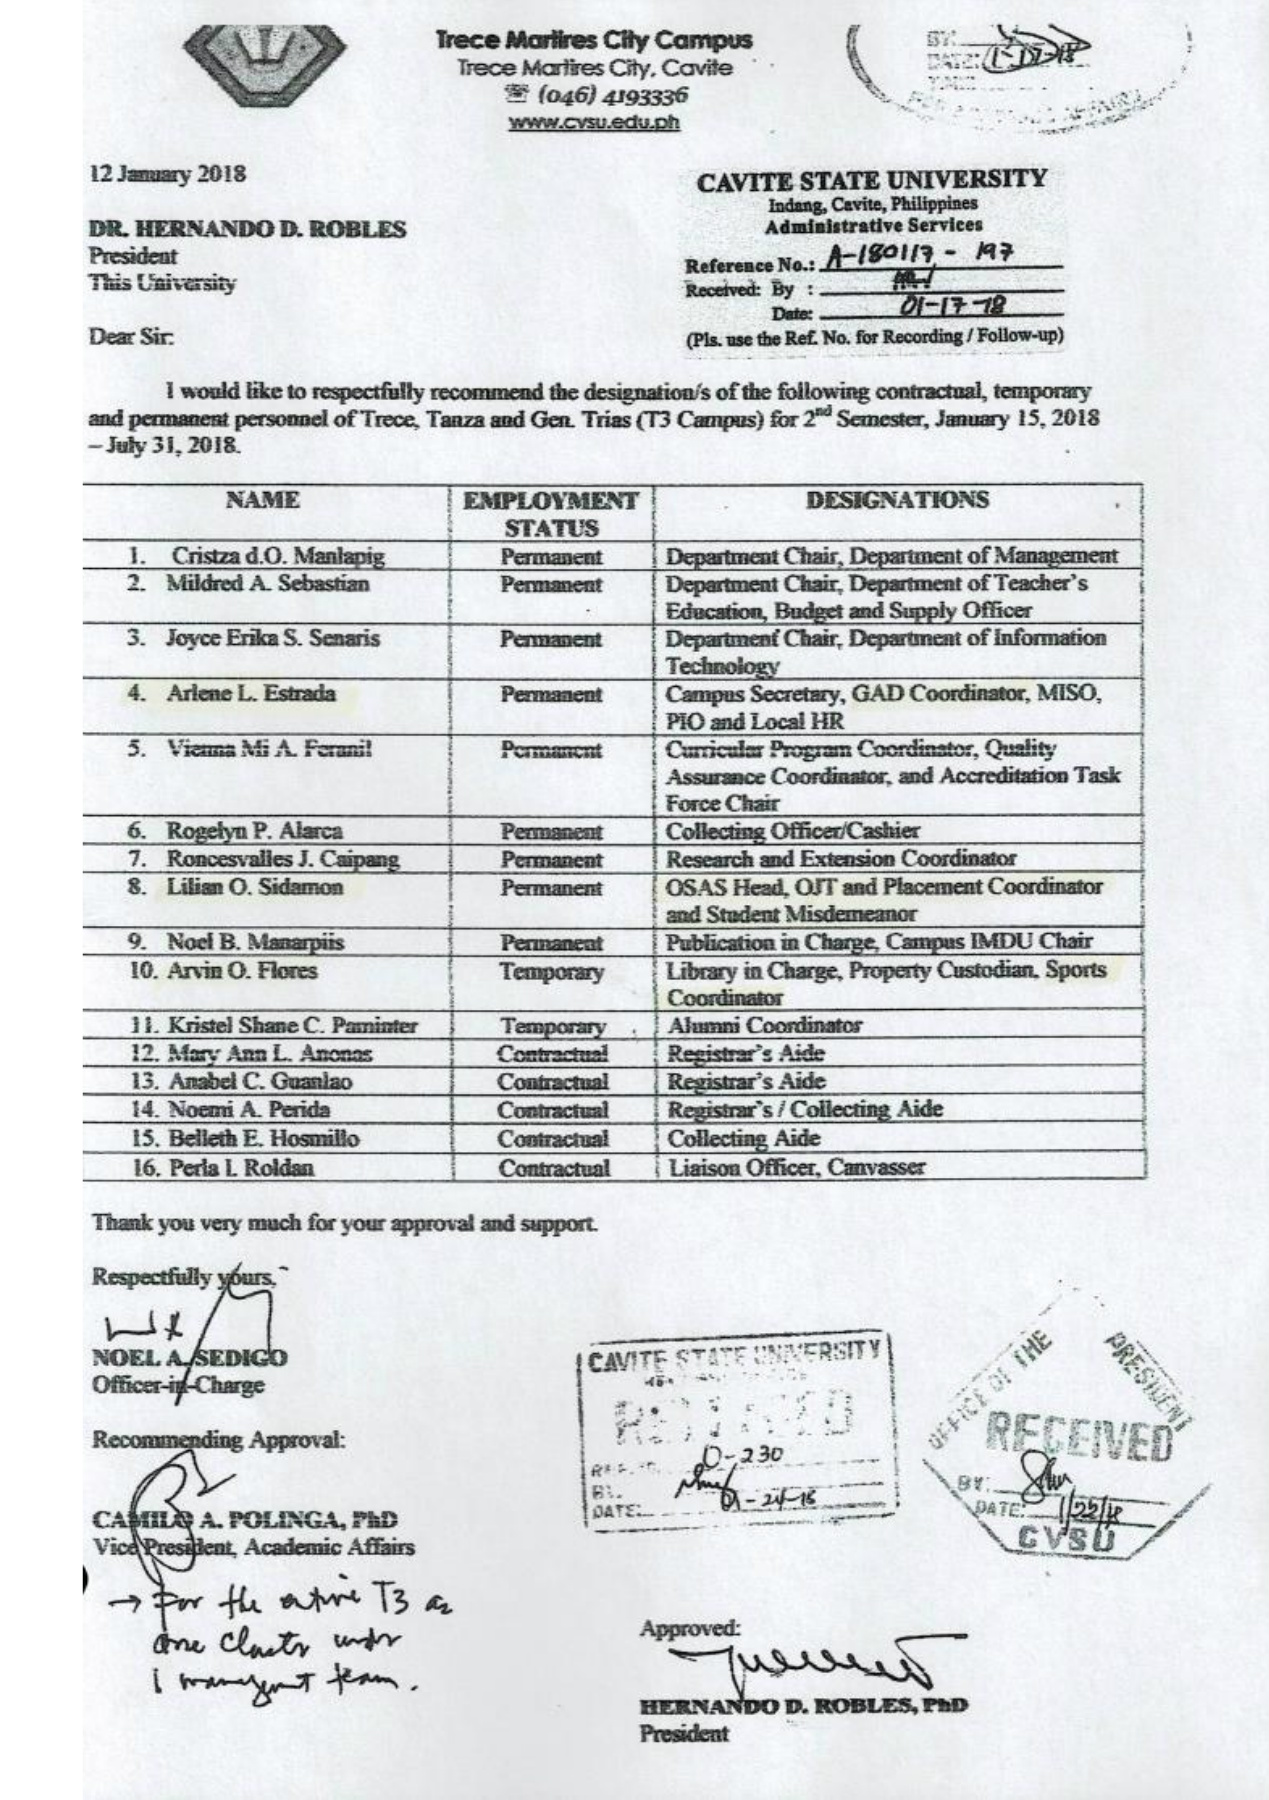 Trece Martires City Campus
Trece Martires City, Cavite
☏ (046) 4193336
www.cvsu.edu.ph
BY:
DATE: 1-17-18
12 January 2018
CAVITE STATE UNIVERSITY
Indang, Cavite, Philippines
Administrative Services
Reference No.: A-180117 - 197
Received: By :
Date: 01-17-18
(Pls. use the Ref. No. for Recording / Follow-up)
DR. HERNANDO D. ROBLES
President
This University
Dear Sir:
I would like to respectfully recommend the designation/s of the following contractual, temporary
and permanent personnel of Trece, Tanza and Gen. Trias (T3 Campus) for 2nd Semester, January 15, 2018
– July 31, 2018.
NAME EMPLOYMENT DESIGNATIONS
STATUS
1. Cristza d.O. Manlapig Permanent Department Chair, Department of Management
2. Mildred A. Sebastian Permanent Department Chair, Department of Teacher's
Education, Budget and Supply Officer
3. Joyce Erika S. Senaris Permanent Department Chair, Department of Information
Technology
4. Arlene L. Estrada Permanent Campus Secretary, GAD Coordinator, MISO,
PIO and Local HR
5. Vienna Mi A. Feranil Permanent Curricular Program Coordinator, Quality
Assurance Coordinator, and Accreditation Task
Force Chair
6. Rogelyn P. Alarca Permanent Collecting Officer/Cashier
7. Roncesvalles J. Caipang Permanent Research and Extension Coordinator
8. Lilian O. Sidamon Permanent OSAS Head, OJT and Placement Coordinator
and Student Misdemeanor
9. Noel B. Manarpiis Permanent Publication in Charge, Campus IMDU Chair
10. Arvin O. Flores Temporary Library in Charge, Property Custodian, Sports
Coordinator
11. Kristel Shane C. Paminter Temporary Alumni Coordinator
12. Mary Ann L. Anonas Contractual Registrar's Aide
13. Anabel C. Guanlao Contractual Registrar's Aide
14. Noemi A. Perida Contractual Registrar's / Collecting Aide
15. Belleth E. Hosmillo Contractual Collecting Aide
16. Perla I. Roldan Contractual Liaison Officer, Canvasser
Thank you very much for your approval and support.
Respectfully yours,
NOEL A. SEDIGO
Officer-in-Charge
Recommending Approval:
CAMILO A. POLINGA, PhD
Vice President, Academic Affairs
→ For the entire T3 as
one cluster under
1 management team.
CAVITE STATE UNIVERSITY
RECEIVED
D-230
BY.
DATE: 01-24-18
OFFICE OF THE PRESIDENT
RECEIVED
BY:
DATE: 1/22/18
CVSU
Approved:
HERNANDO D. ROBLES, PhD
President